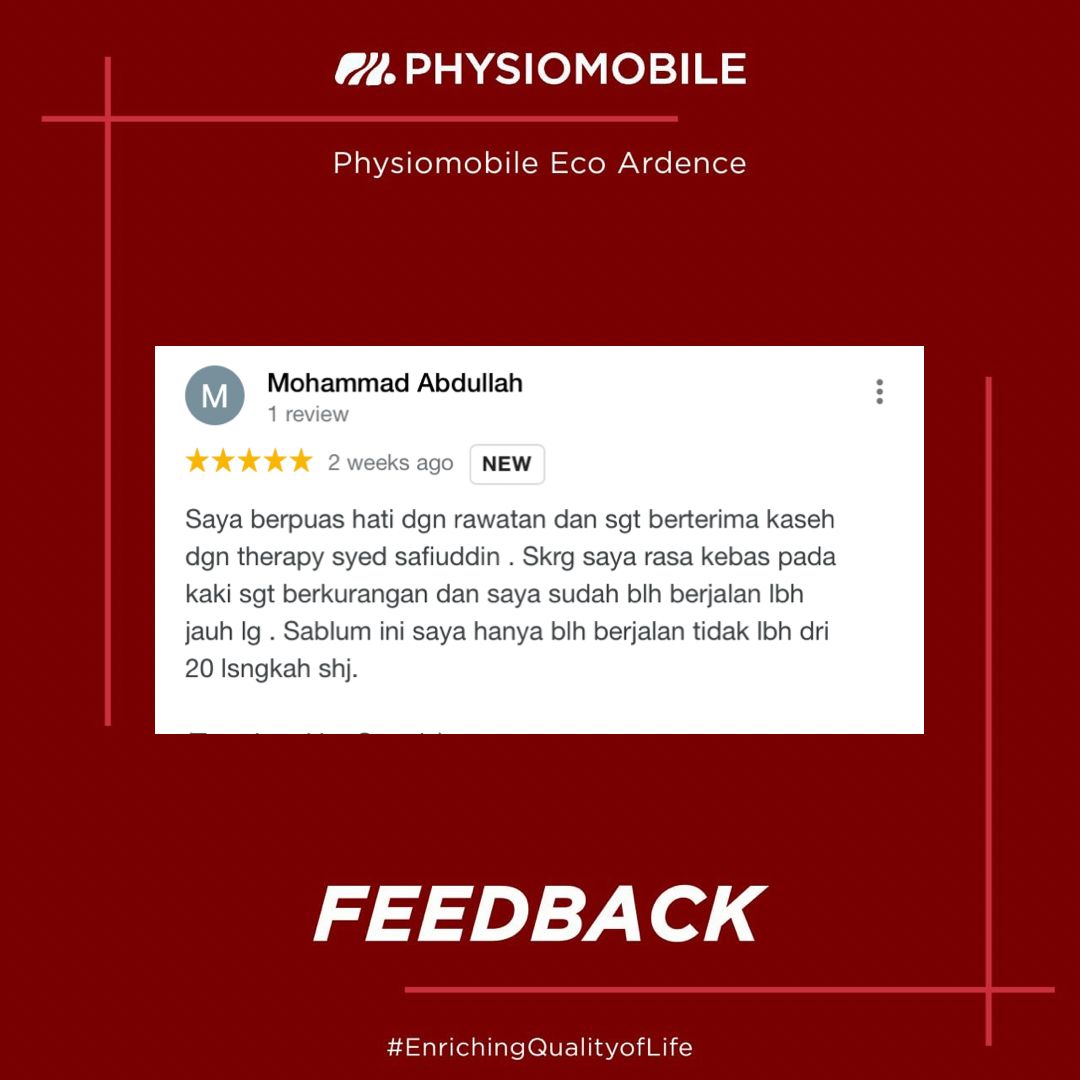 PHYSIOMOBILE
Physiomobile Eco Ardence
M
Mohammad Abdullah
1 review
2 weeks ago NEW
Saya berpuas hati dgn rawatan dan sgt berterima kaseh
dgn therapy syed safiuddin . Skrg saya rasa kebas pada
kaki sgt berkurangan dan saya sudah blh berjalan lbh
jauh lg . Sablum ini saya hanya blh berjalan tidak lbh dri
20 lsngkah shj.
FEEDBACK
#EnrichingQualityofLife